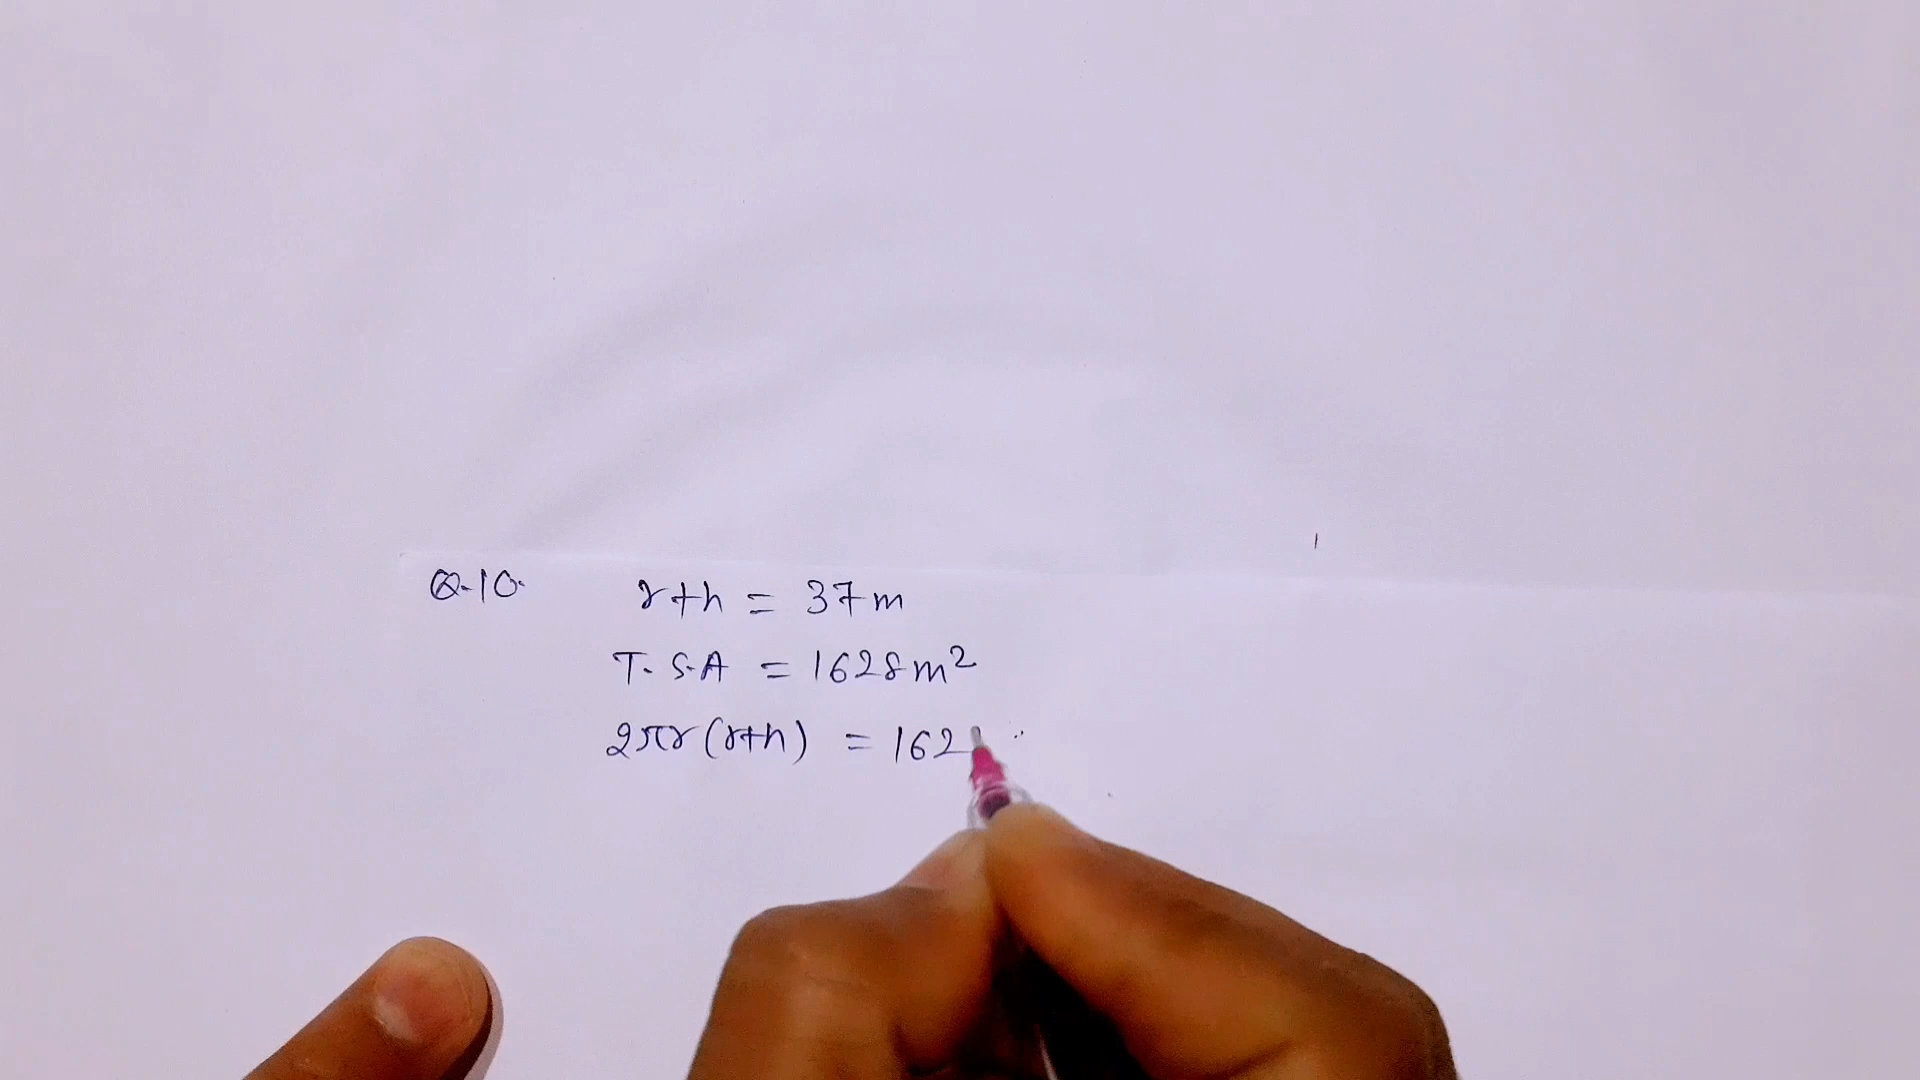 Q.10.
r+h = 37m
T.S.A = 1628m²
2πr(r+h) = 162